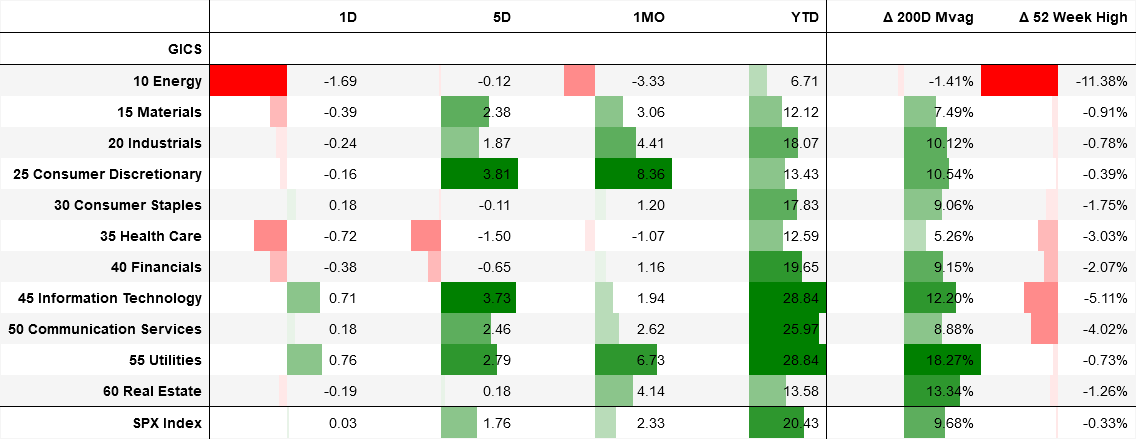 1D 5D 1MO YTD Δ 200D Mvag Δ 52 Week High
GICS
10 Energy -1.69 -0.12 -3.33 6.71 -1.41% -11.38%
15 Materials -0.39 2.38 3.06 12.12 7.49% -0.91%
20 Industrials -0.24 1.87 4.41 18.07 10.12% -0.78%
25 Consumer Discretionary -0.16 3.81 8.36 13.43 10.54% -0.39%
30 Consumer Staples 0.18 -0.11 1.20 17.83 9.06% -1.75%
35 Health Care -0.72 -1.50 -1.07 12.59 5.26% -3.03%
40 Financials -0.38 -0.65 1.16 19.65 9.15% -2.07%
45 Information Technology 0.71 3.73 1.94 28.84 12.20% -5.11%
50 Communication Services 0.18 2.46 2.62 25.97 8.88% -4.02%
55 Utilities 0.76 2.79 6.73 28.84 18.27% -0.73%
60 Real Estate -0.19 0.18 4.14 13.58 13.34% -1.26%
SPX Index 0.03 1.76 2.33 20.43 9.68% -0.33%